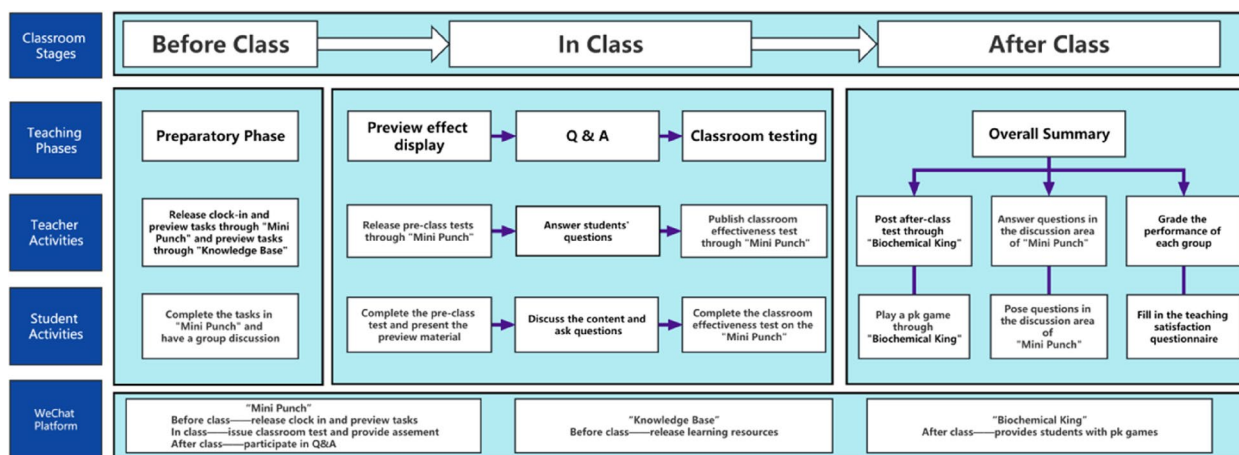 Classroom
Stages
Before Class
In Class
After Class
Teaching
Phases
Preparatory Phase
Preview effect
display
Q & A
Classroom testing
Overall Summary
Teacher
Activities
Release clock-in and
preview tasks through "Mini
Punch" and preview tasks
through "Knowledge Base"
Release pre-class tests
through "Mini Punch"
Answer students'
questions
Publish classroom
effectiveness test
through "Mini Punch"
Post after-class
test through
"Biochemical King"
Answer questions in
the discussion area
of "Mini Punch"
Grade the
performance of
each group
Student
Activities
Complete the tasks in
"Mini Punch" and
have a group discussion
Complete the pre-class
test and present the
preview material
Discuss the content and
ask questions
Complete the classroom
effectiveness test on the
"Mini Punch"
Play a pk game
through
"Biochemical King"
Pose questions in
the discussion area
of
"Mini Punch"
Fill in the teaching
satisfaction
questionnaire
WeChat
Platform
"Mini Punch"
Before class——release clock in and preview tasks
In class——issue classroom test and provide assement
After class——participate in Q&A
"Knowledge Base"
Before class——release learning resources
"Biochemical King"
After class——provides students with pk games